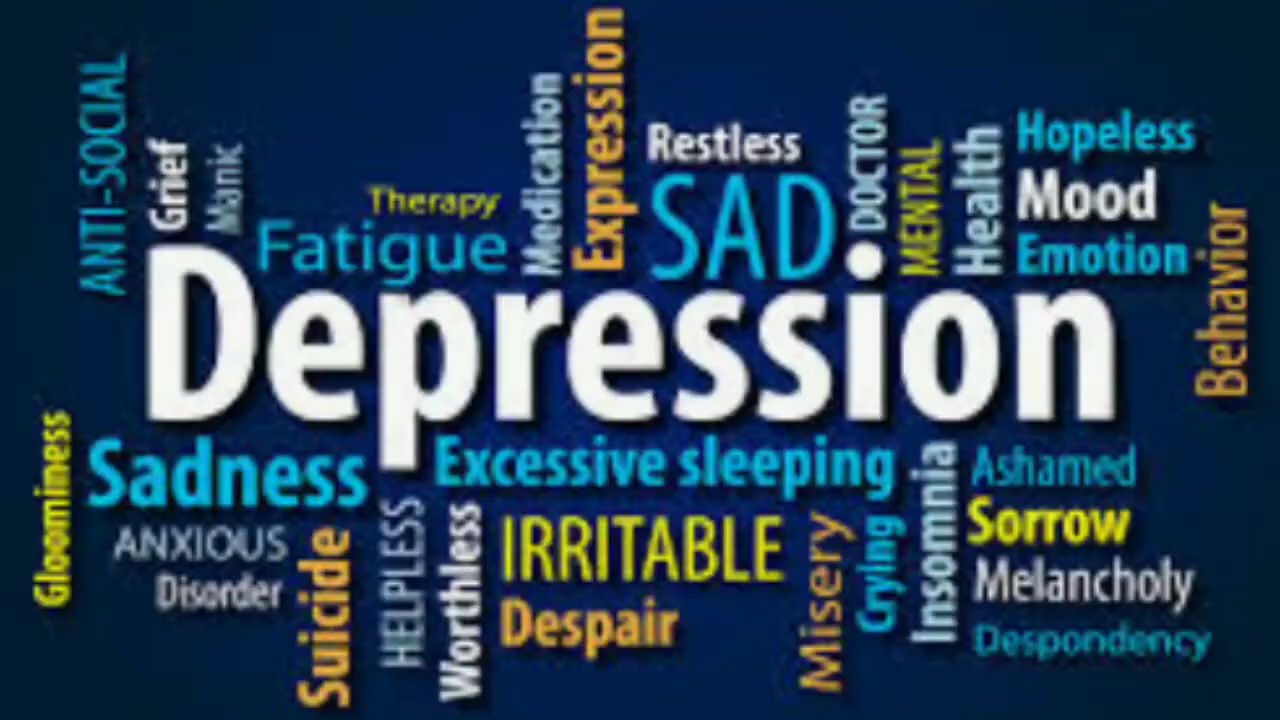 ANTI-SOCIAL
Grief
Manic
Therapy
Fatigue
Medication
Expression
Restless
SAD
DOCTOR
MENTAL
Health
Hopeless
Mood
Emotion
Behavior
Depression
Gloominess
Sadness
Excessive sleeping
ANXIOUS
Disorder
Suicide
HELPLESS
Worthless
IRRITABLE
Despair
Misery
Crying
Insomnia
Ashamed
Sorrow
Melancholy
Despondency